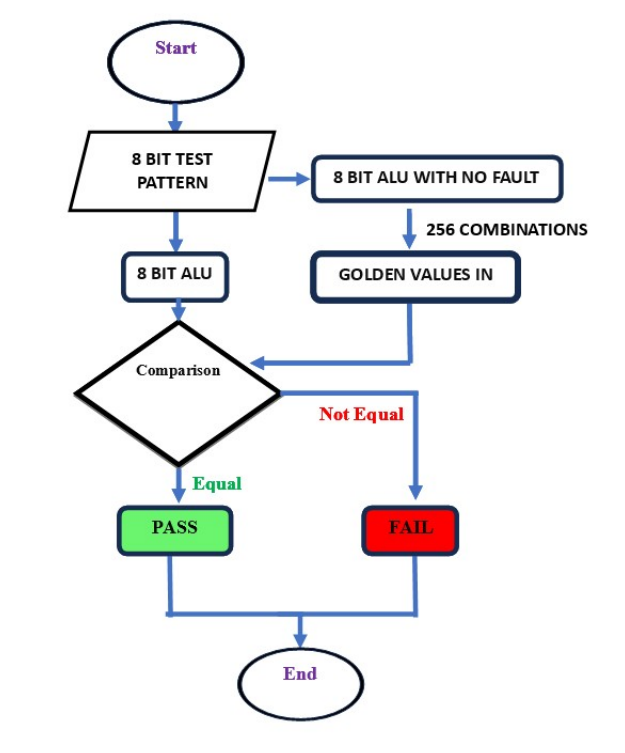 Start
8 BIT TEST
PATTERN
8 BIT ALU WITH NO FAULT
256 COMBINATIONS
8 BIT ALU
GOLDEN VALUES IN
Comparison
Not Equal
Equal
PASS
FAIL
End